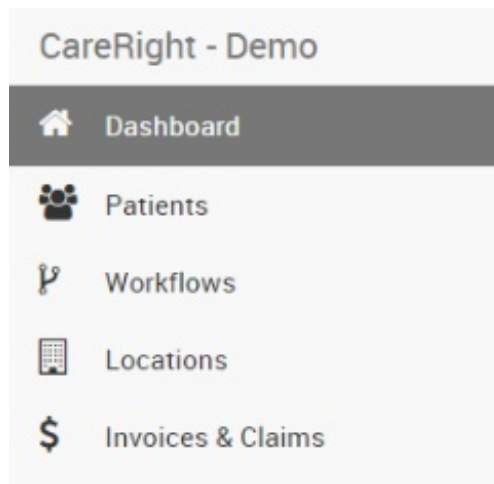 CareRight - Demo
Dashboard
Patients
Workflows
Locations
Invoices & Claims